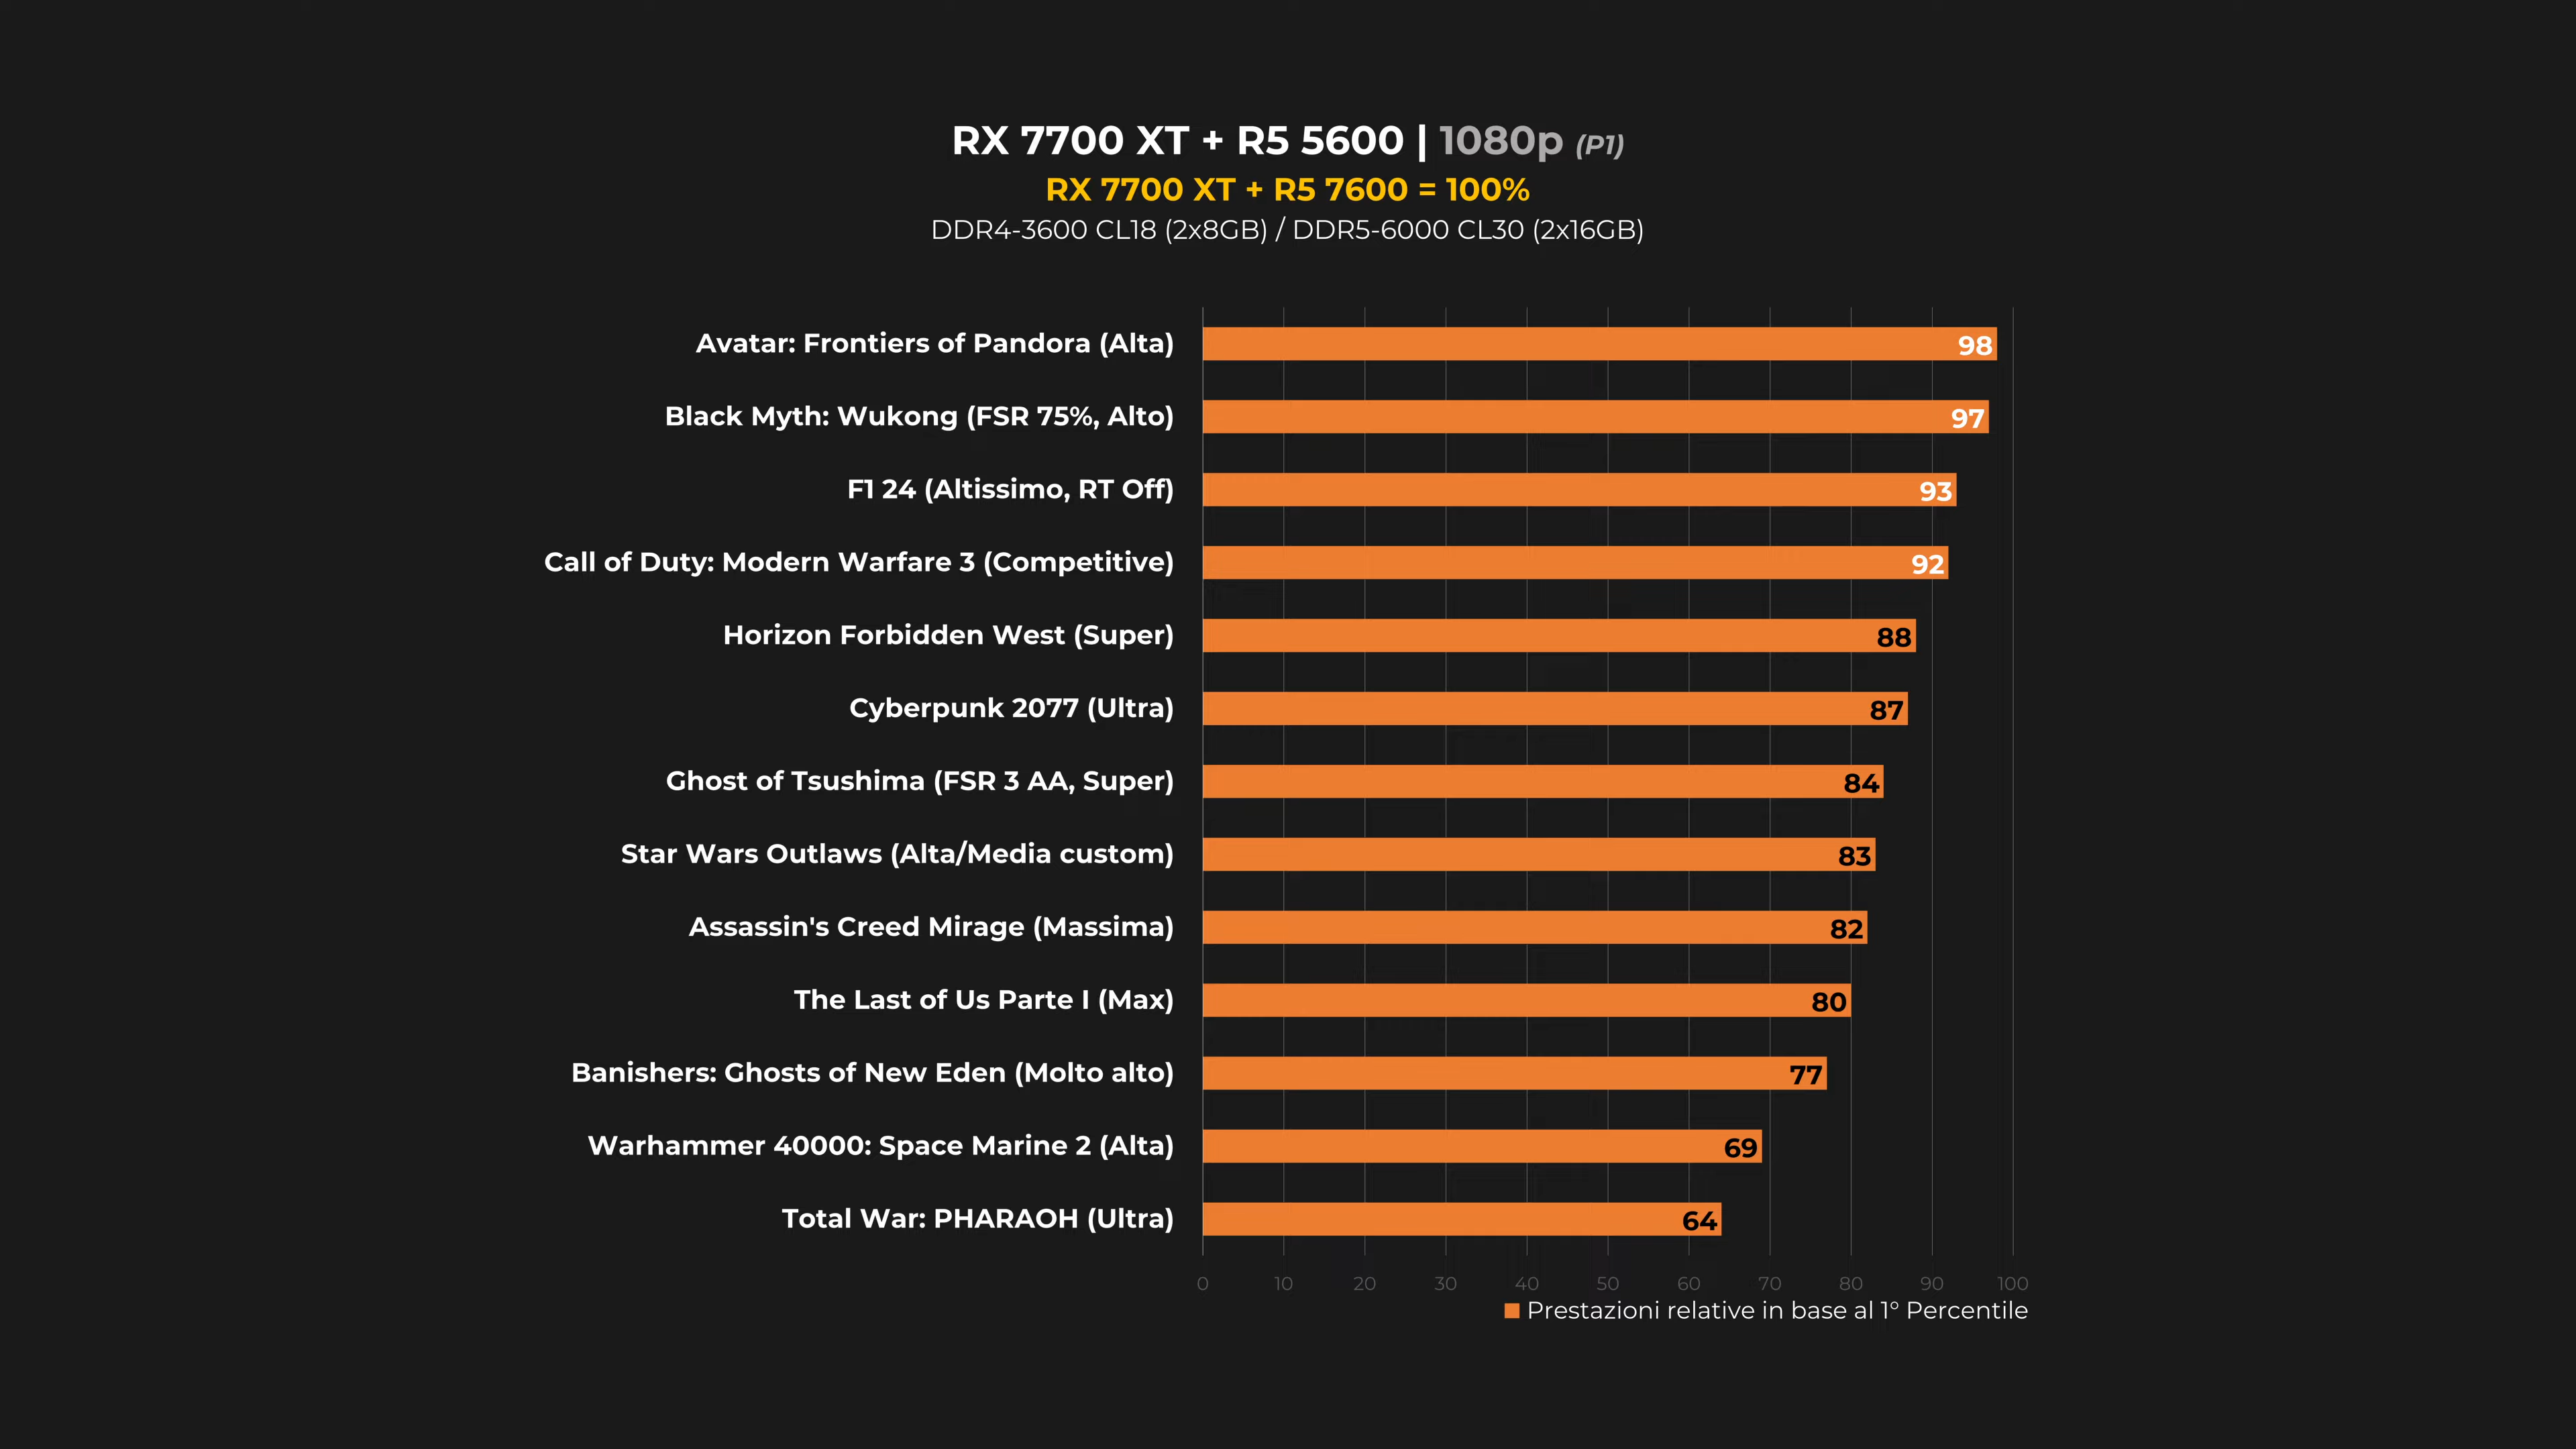 RX 7700 XT + R5 5600 | 1080p (P1)
RX 7700 XT + R5 7600 = 100%
DDR4-3600 CL18 (2x8GB) / DDR5-6000 CL30 (2x16GB)
Avatar: Frontiers of Pandora (Alta) 98
Black Myth: Wukong (FSR 75%, Alto) 97
F1 24 (Altissimo, RT Off) 93
Call of Duty: Modern Warfare 3 (Competitive) 92
Horizon Forbidden West (Super) 88
Cyberpunk 2077 (Ultra) 87
Ghost of Tsushima (FSR 3 AA, Super) 84
Star Wars Outlaws (Alta/Media custom) 83
Assassin's Creed Mirage (Massima) 82
The Last of Us Parte I (Max) 80
Banishers: Ghosts of New Eden (Molto alto) 77
Warhammer 40000: Space Marine 2 (Alta) 69
Total War: PHARAOH (Ultra) 64
0 10 20 30 40 50 60 70 80 90 100
Prestazioni relative in base al 1° Percentile